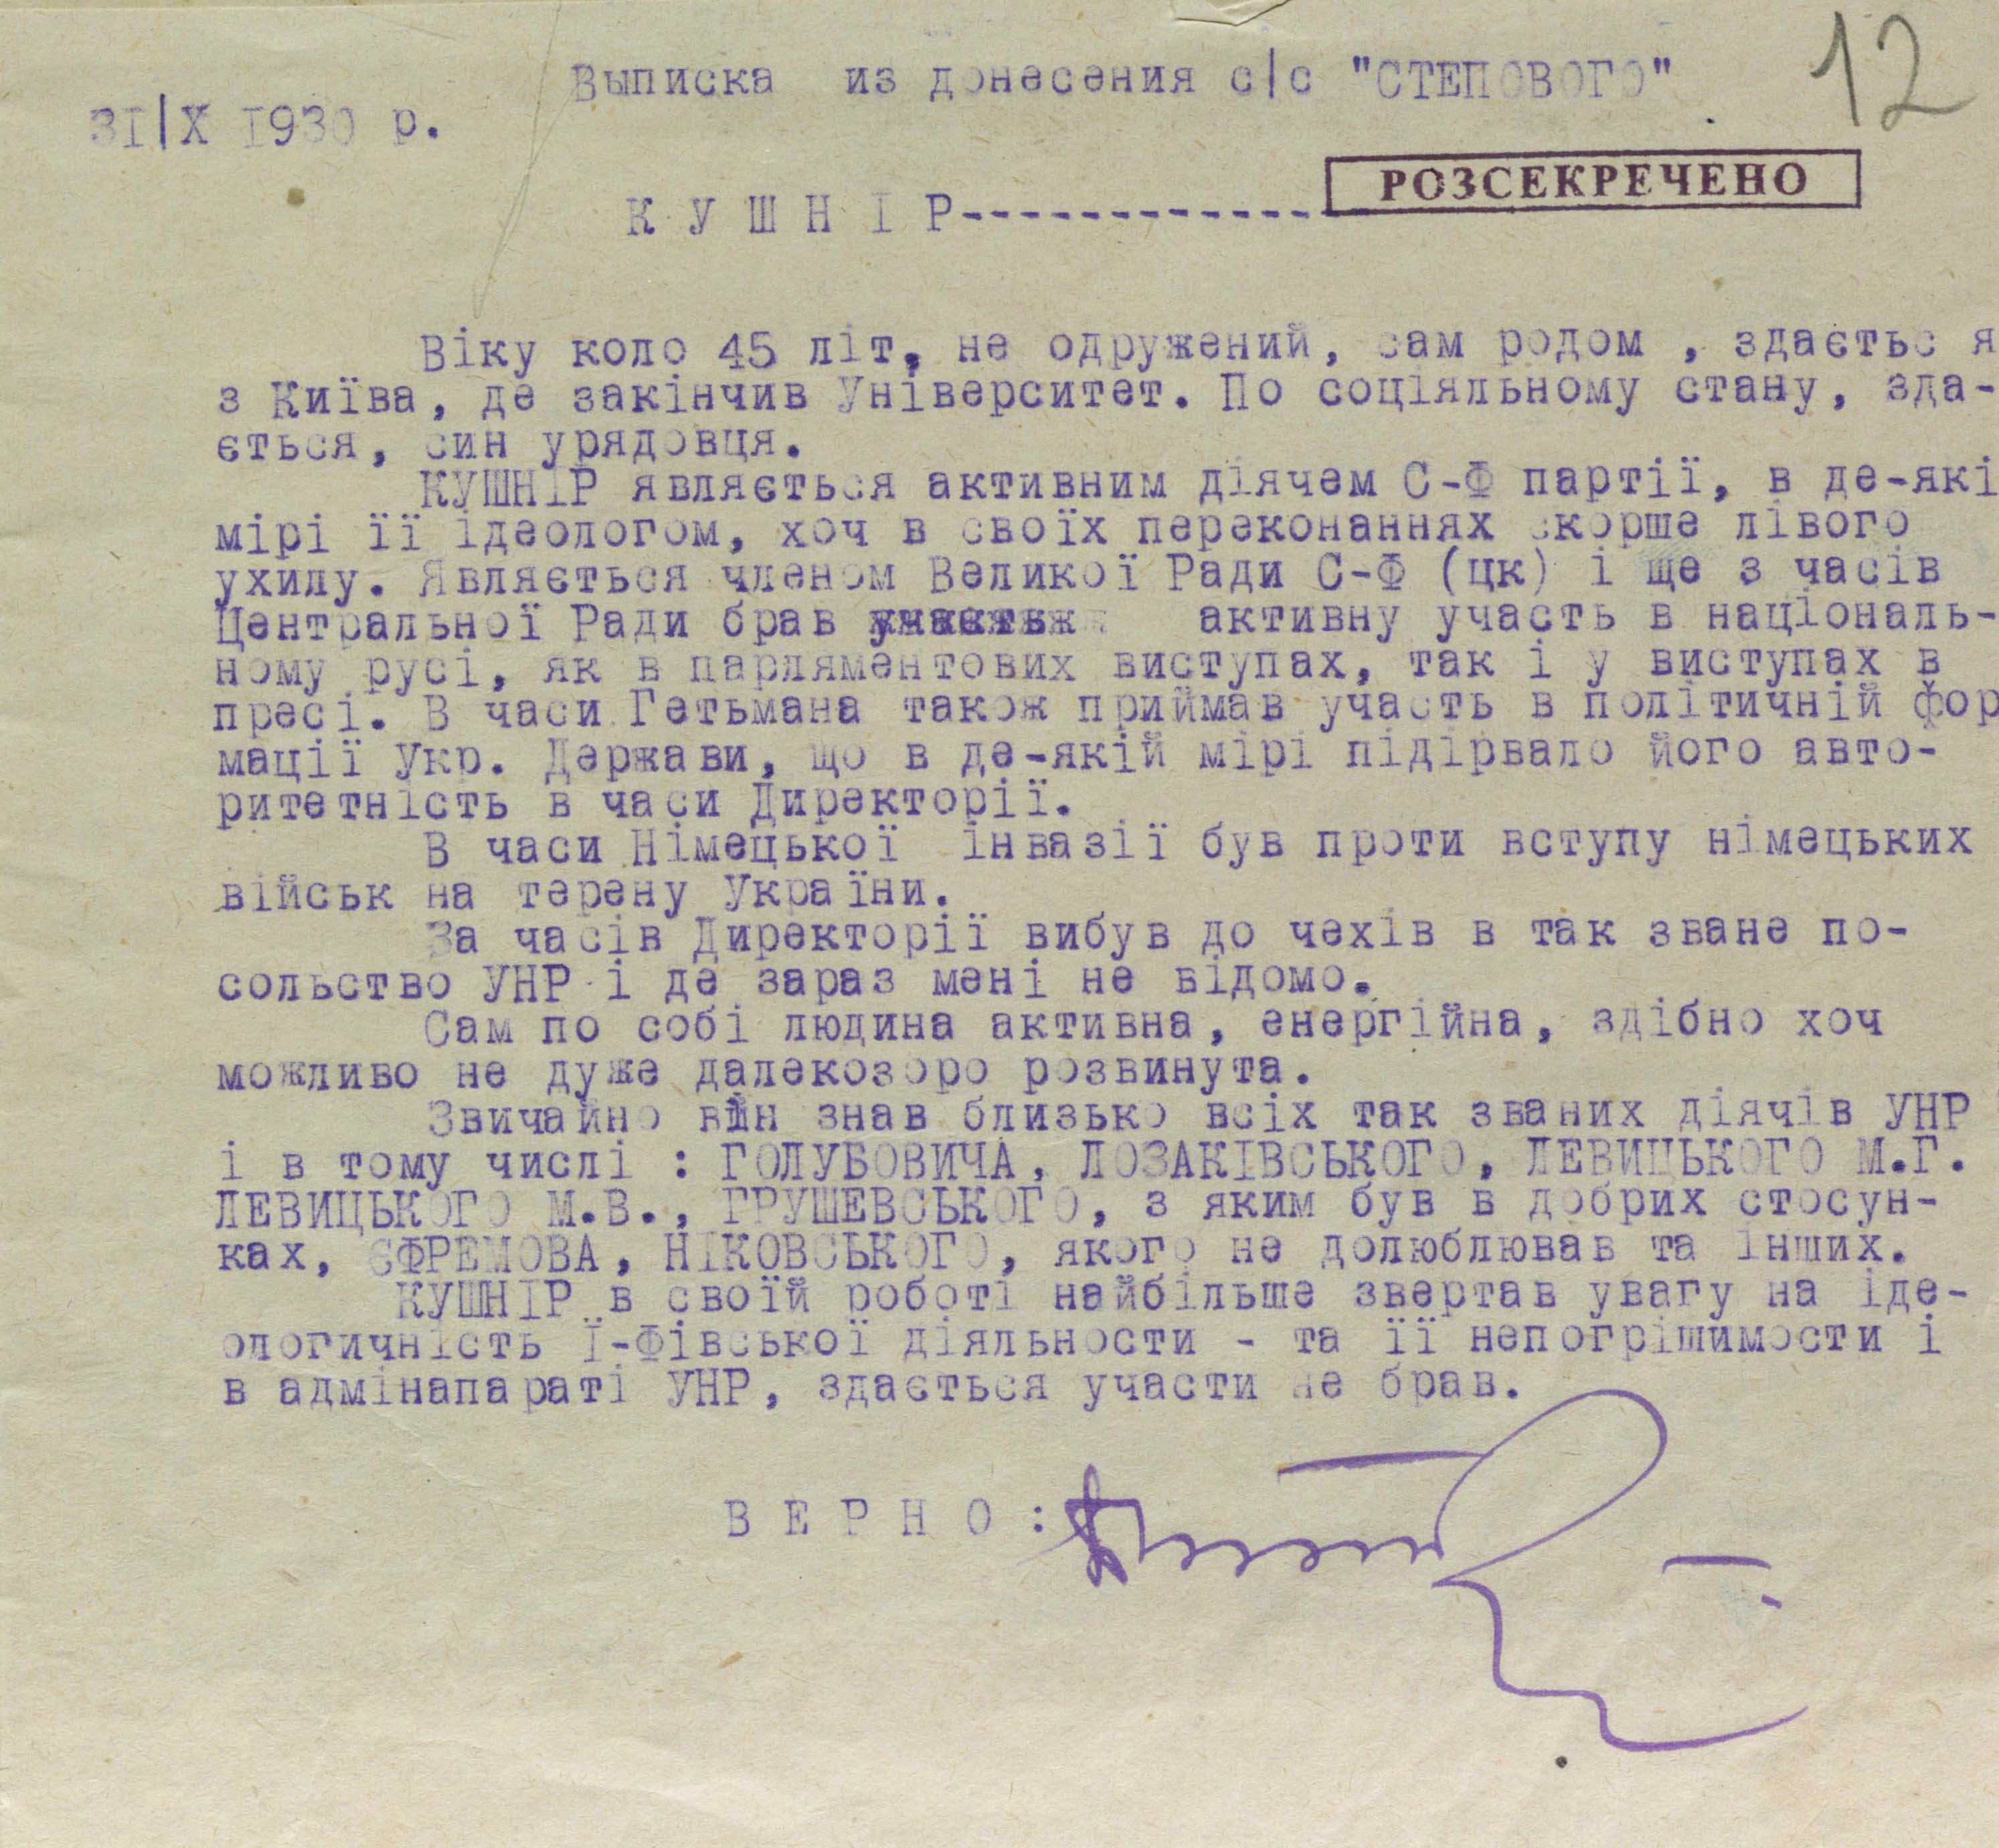 12
Выписка из донесения с/с "СТЕПОВОГО"
31/X 1930 р.
РОЗСЕКРЕЧЕНО
К У Ш Н І Р------------
Віку коло 45 літ, не одружений, сам родом , здаєтьс я
з Київа, де закінчив Університет. По соціяльному стану, зда-
ється, син урядовця.
КУШНІР являється активним діячем С-Ф партії, в де-які
мірі її ідеологом, хоч в своїх переконаннях скорше лівого
ухилу. Являється членом Великої Ради С-Ф (цк) і ще з часів
Центральної Ради брав активну участь в національ-
ному русі, як в парляментових виступах, так і у виступах в
пресі. В часи Гетьмана також приймав участь в політичній фор
мації Укр. Держави, що в де-якій мірі підірвало його авто-
ритетність в часи Директорії.
В часи Німецької інвазії був проти вступу німецьких
військ на терену України.
За часів Директорії вибув до чехів в так зване по-
сольство УНР і де зараз мені не відомо.
Сам по собі людина активна, енергійна, здібно хоч
можливо не дуже далекозоро розвинута.
Звичайно він знав близько всіх так званих діячів УНР
і в тому числі : ГОЛУБОВИЧА, ЛОЗАКІВСЬКОГО, ЛЕВИЦЬКОГО М.Г.
ЛЕВИЦЬКОГО М.В., ГРУШЕВСЬКОГО, з яким був в добрих стосун-
ках, ЄФРЕМОВА, НІКОВСЬКОГО, якого не долюблював та інших.
КУШНІР в своїй роботі найбільше звертав увагу на іде-
ологичність Ї-Фівської діяльности - та її непогрішимости і
в адмінапараті УНР, здається участи не брав.
В Е Р Н О :